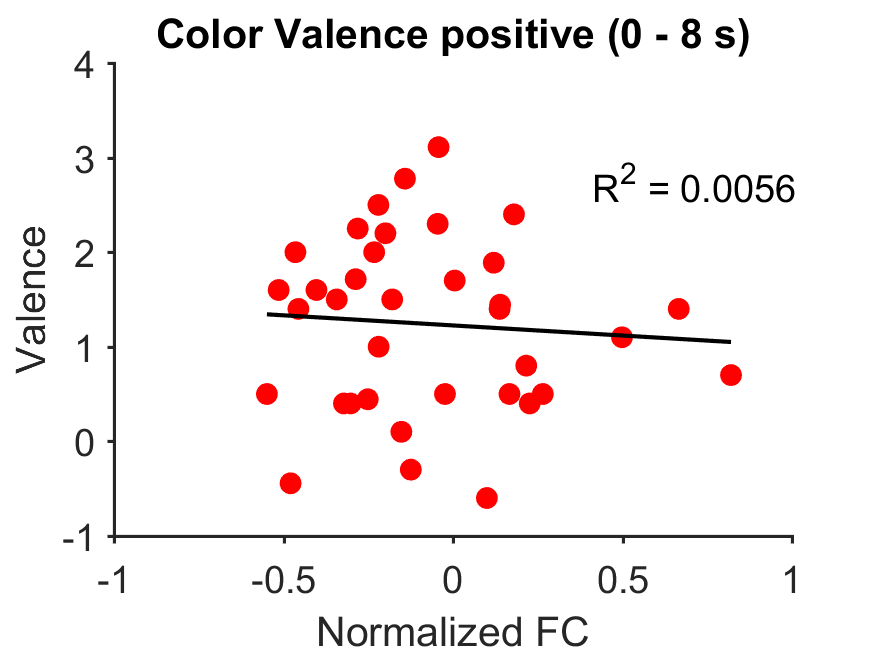 Color Valence positive (0 - 8 s)
4
3
2
1
0
-1
Valence
R² = 0.0056
-1
-0.5
0
0.5
1
Normalized FC